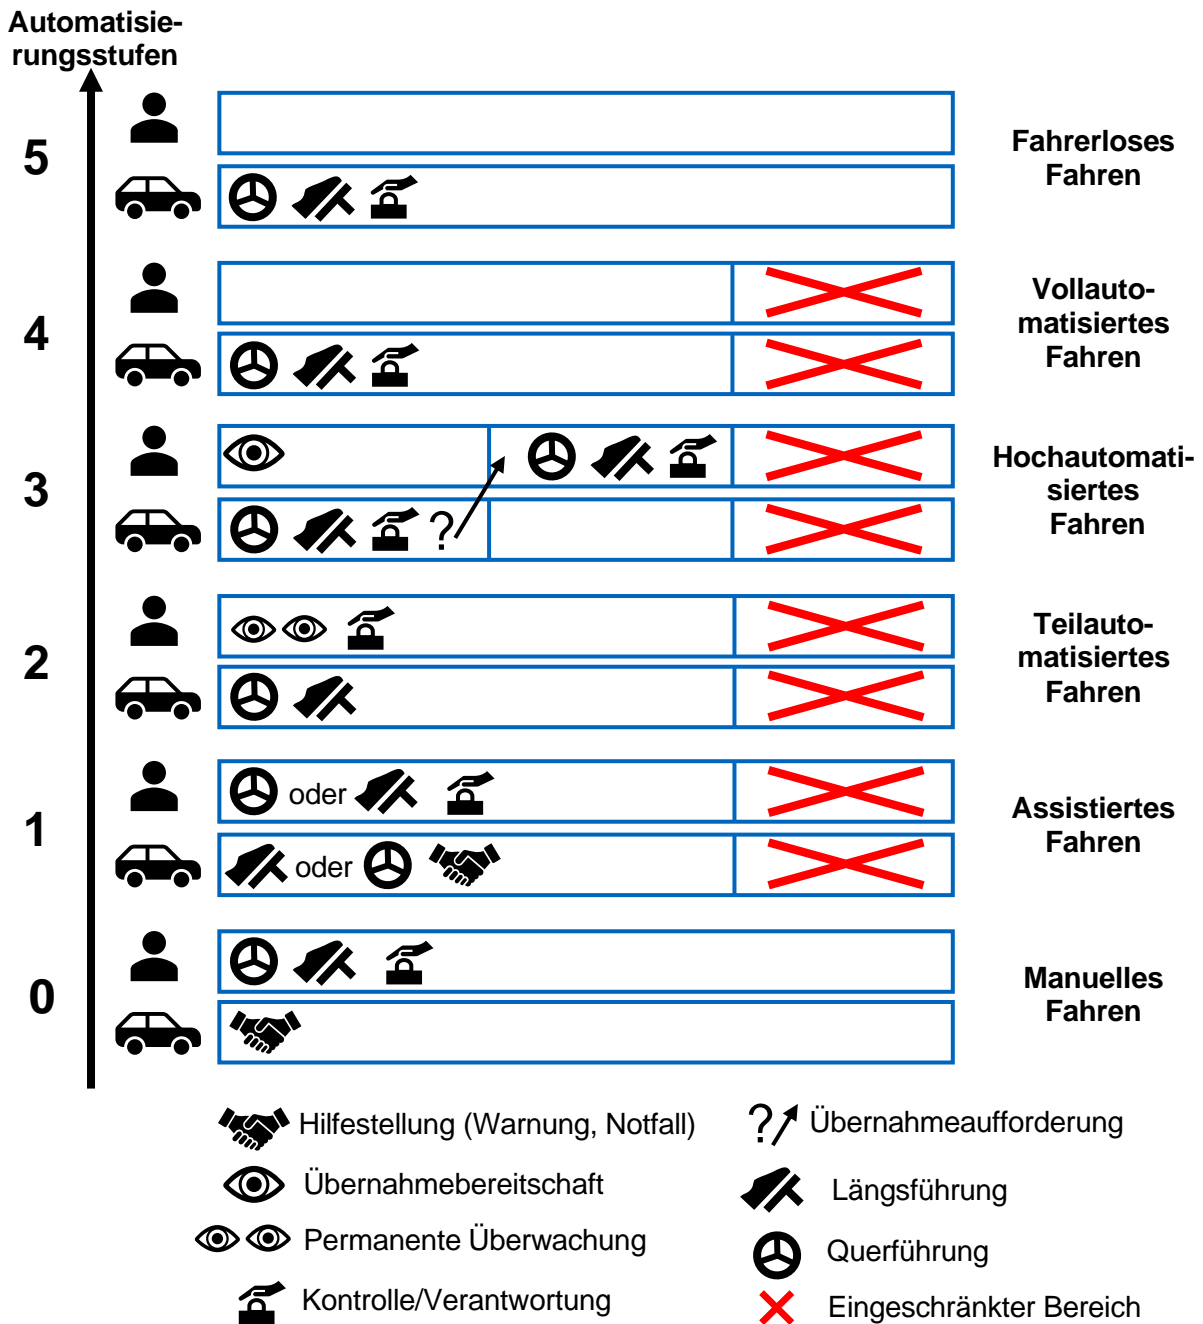 Automatisie-
rungsstufen
5
Fahrerloses
Fahren
4
Vollauto-
matisiertes
Fahren
3
?
Hochautomati-
siertes
Fahren
2
Teilauto-
matisiertes
Fahren
1
oder
oder
Assistiertes
Fahren
0
Manuelles
Fahren
Hilfestellung (Warnung, Notfall)
? Übernahmeaufforderung
Übernahmebereitschaft
Längsführung
Permanente Überwachung
Querführung
Kontrolle/Verantwortung
Eingeschränkter Bereich